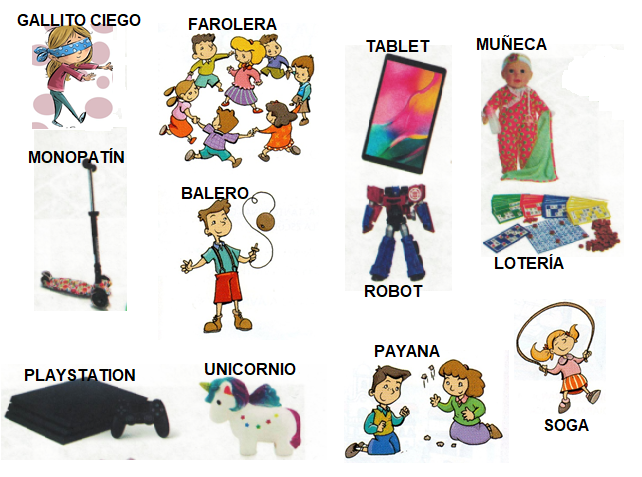 GALLITO CIEGO
FAROLERA
TABLET
MUÑECA
MONOPATÍN
BALERO
LOTERÍA
ROBOT
PLAYSTATION
UNICORNIO
PAYANA
SOGA